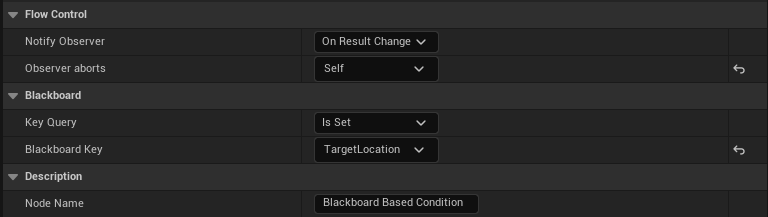 Flow Control
Notify Observer On Result Change
Observer aborts Self
Blackboard
Key Query Is Set
Blackboard Key TargetLocation
Description
Node Name Blackboard Based Condition